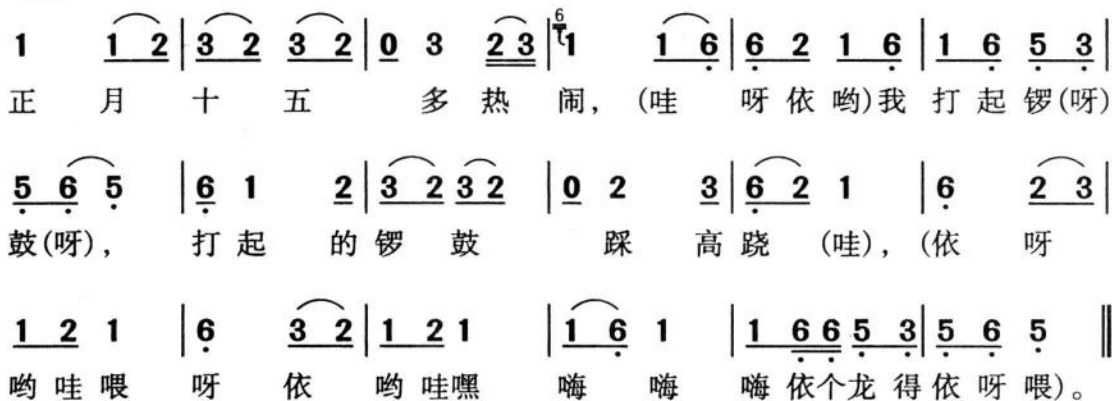 1 1 2 | 3 2 3 2 | 0 3 2 3 | 6 1 1 6 | 6 2 1 6 | 1 6 5 3 |
正 月 十 五 多 热 闹, (哇 呀 依 哟)我 打 起 锣(呀)
5 6 5 | 6 1 2 | 3 2 3 2 | 0 2 3 | 6 2 1 | 6 2 3 |
鼓(呀), 打 起 的 锣 鼓 踩 高 跷 (哇), (依 呀
1 2 1 | 6 3 2 | 1 2 1 | 1 6 1 | 1 6 6 5 3 | 5 6 5 ‖
哟 哇 喂 呀 依 哟 哇 嘿 嗨 嗨 嗨 依 个 龙 得 依 呀 喂)。